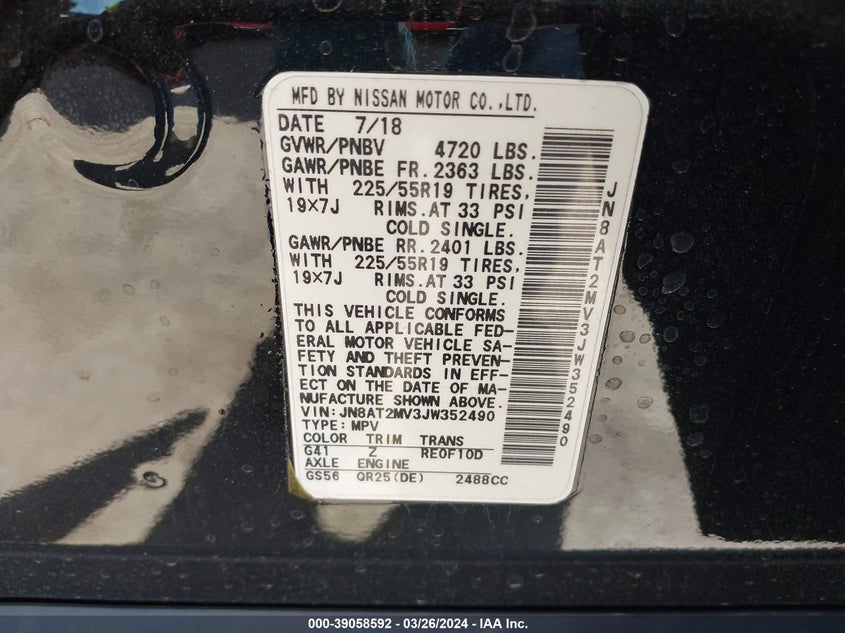 MFD BY NISSAN MOTOR CO.,LTD.
DATE 7/18
GVWR/PNBV 4720 LBS.
GAWR/PNBE FR. 2363 LBS.
WITH 225/55R19 TIRES,
19×7J RIMS.AT 33 PSI
COLD SINGLE.
GAWR/PNBE RR. 2401 LBS.
WITH 225/55R19 TIRES,
19×7J RIMS.AT 33 PSI
COLD SINGLE.
THIS VEHICLE CONFORMS
TO ALL APPLICABLE FED-
ERAL MOTOR VEHICLE SA-
FETY AND THEFT PREVEN-
TION STANDARDS IN EFF-
ECT ON THE DATE OF MA-
NUFACTURE SHOWN ABOVE.
VIN:JN8AT2MV3JW352490
TYPE:MPV
COLOR TRIM TRANS
G41 Z RE0F10D
AXLE ENGINE
GS56 QR25(DE) 2488CC
JN8AT2MV3JW352490
000-39058592 - 03/26/2024 - IAA Inc.